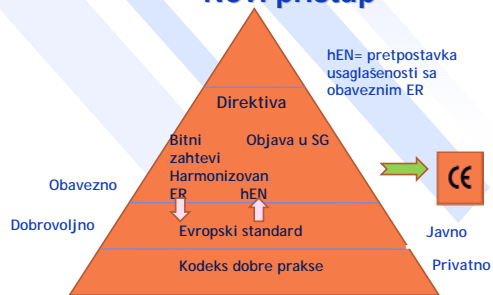 Novi pristup
hEN= pretpostavka
usaglašenosti sa
obaveznim ER
Direktiva
Bitni
zahtevi
Objava u SG
Harmonizovan
ER hEN
CE
Obavezno
Dobrovoljno
Evropski standard
Javno
Kodeks dobre prakse
Privatno